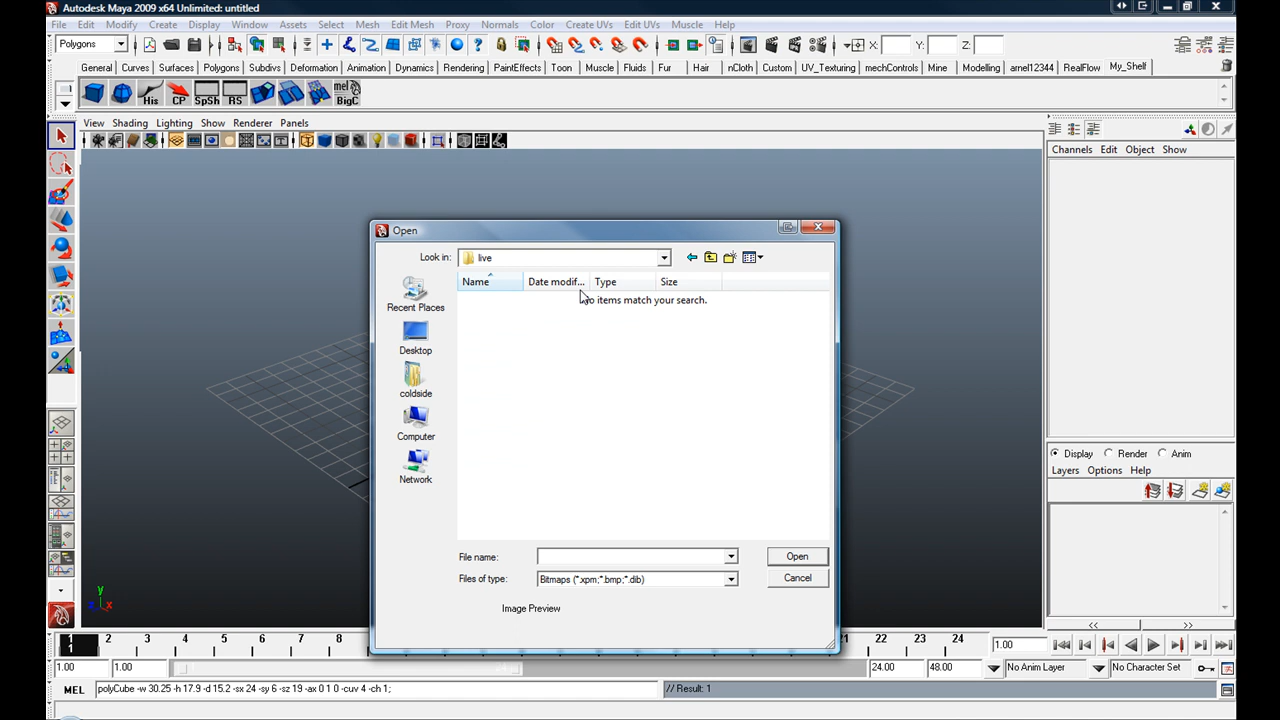 Autodesk Maya 2009 x64 Unlimited: untitled
File Edit Modify Create Display Window Assets Select Mesh Edit Mesh Proxy Normals Color Create UVs Edit UVs Muscle Help
Polygons X: Y: Z:
General Curves Surfaces Polygons Subdivs Deformation Animation Dynamics Rendering PaintEffects Toon Muscle Fluids Fur Hair nCloth Custom UV_Texturing mechControls Mine Modelling arnel12344 RealFlow My_Shelf
mel
His CP SpSh RS BigC
View Shading Lighting Show Renderer Panels
Channels Edit Object Show
Open
Look in: live
Name Date modif... Type Size
o items match your search.
Recent Places
Desktop
coldside
Computer
Network
Display Render Anim
Layers Options Help
File name: Open
Files of type: Bitmaps (*.xpm;*.bmp;*.dib) Cancel
Image Preview
y
x x
<< >>
1 2 3 4 5 6 7 8 22 23 24 1.00
1
1.00 1.00 24.00 48.00 No Anim Layer No Character Set
MEL polyCube -w 30.25 -h 17.9 -d 15.2 -sx 24 -sy 6 -sz 19 -ax 0 1 0 -cuv 4 -ch 1; // Result: 1